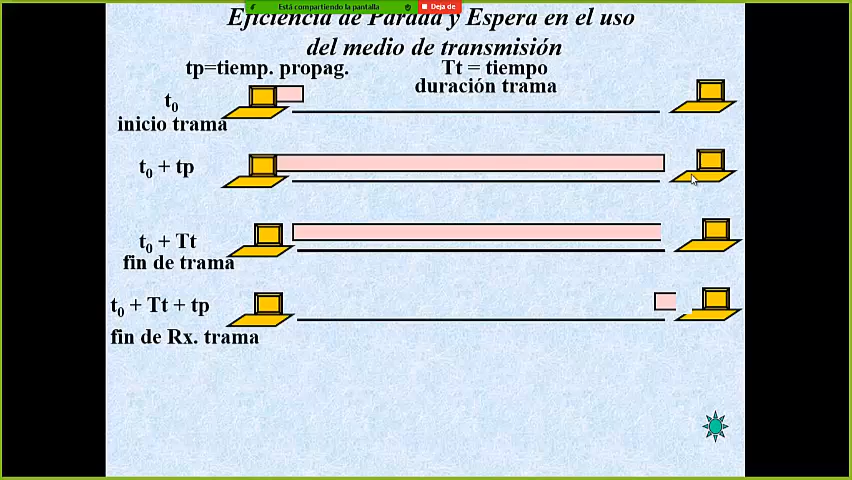 Está compartiendo la pantalla
Deja de
Eficiencia de Parada y Espera en el uso
del medio de transmisión
tp=tiemp. propag.
Tt = tiempo
duración trama
t0
inicio trama
t0 + tp
t0 + Tt
fin de trama
t0 + Tt + tp
fin de Rx. trama